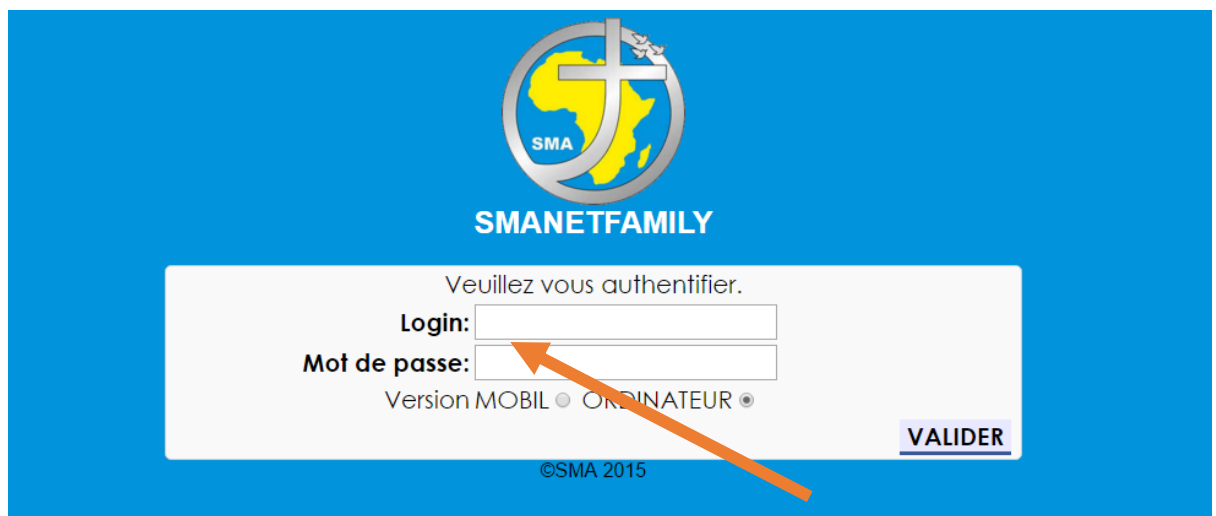 SMA
SMANETFAMILY
Veuillez vous authentifier.
Login:
Mot de passe:
Version MOBIL ORDINATEUR
VALIDER
©SMA 2015